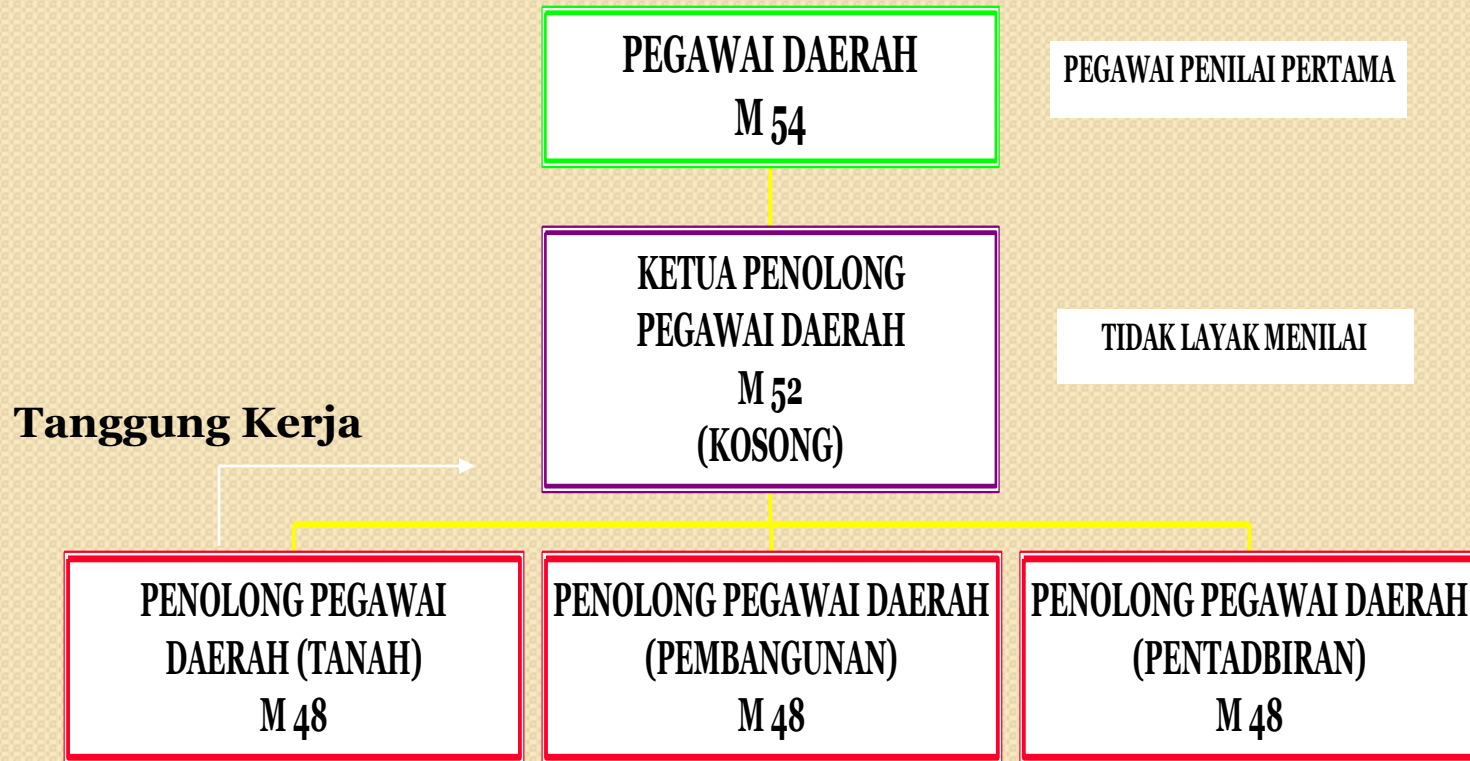 PEGAWAI DAERAH
M 54
PEGAWAI PENILAI PERTAMA
KETUA PENOLONG
PEGAWAI DAERAH
M 52
(KOSONG)
TIDAK LAYAK MENILAI
Tanggung Kerja
PENOLONG PEGAWAI
DAERAH (TANAH)
M 48
PENOLONG PEGAWAI DAERAH
(PEMBANGUNAN)
M 48
PENOLONG PEGAWAI DAERAH
(PENTADBIRAN)
M 48